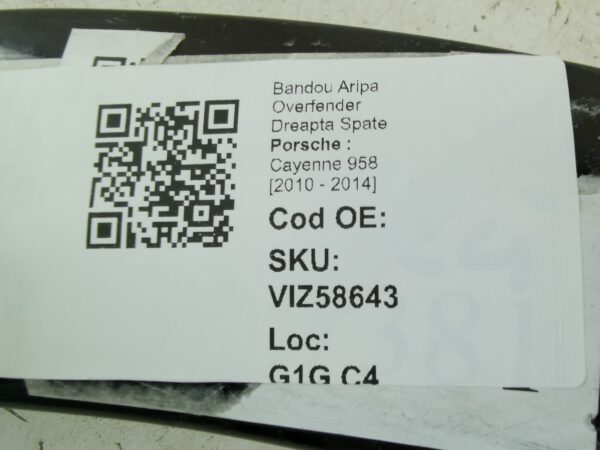 Bandou Aripa
Overfender
Dreapta Spate
Porsche :
Cayenne 958
[2010 - 2014]
Cod OE:
SKU:
VIZ58643
Loc:
G1G C4